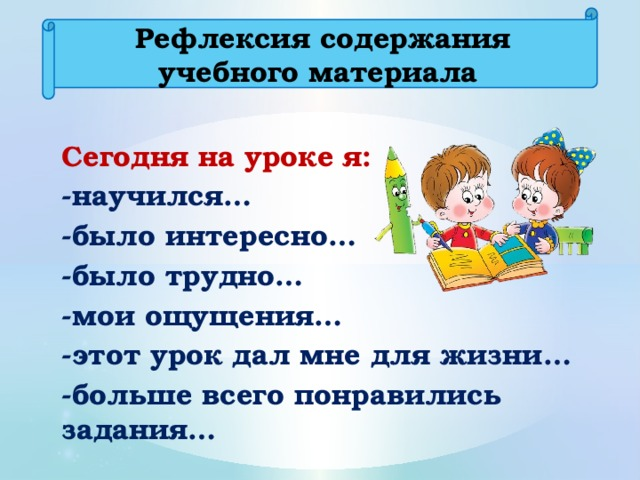 Рефлексия содержания
учебного материала
Сегодня на уроке я:
-научился...
-было интересно...
-было трудно...
-мои ощущения...
-этот урок дал мне для жизни...
-больше всего понравились
задания...